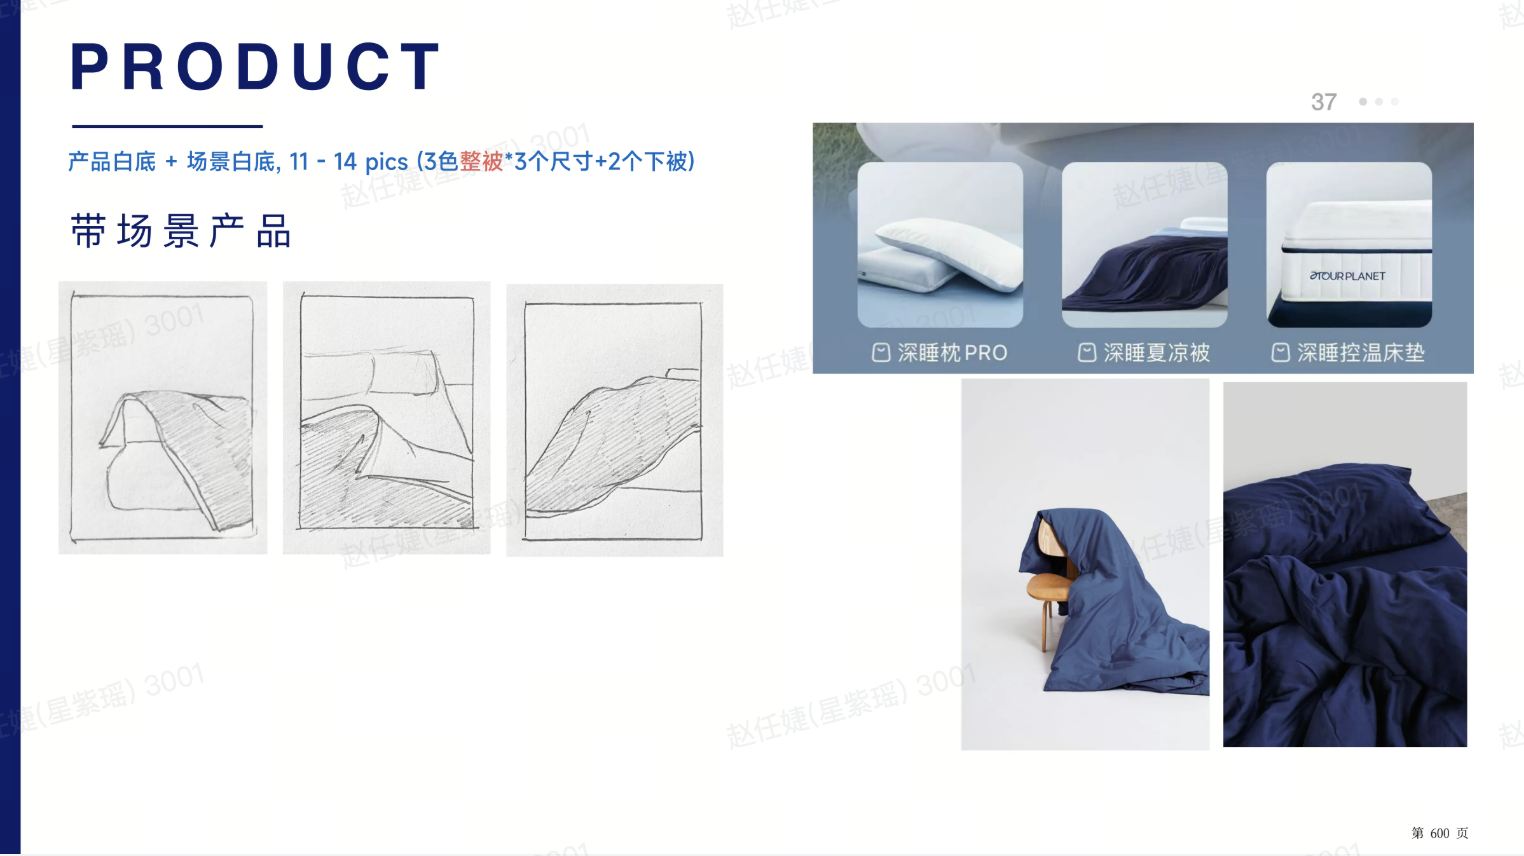 PRODUCT
37
产品白底 + 场景白底, 11 - 14 pics (3色整被*3个尺寸+2个下被)
带场景产品
ATOUR PLANET
深睡枕PRO
深睡夏凉被
深睡控温床垫
赵任婕(星紫瑶) 3001
第 600 页